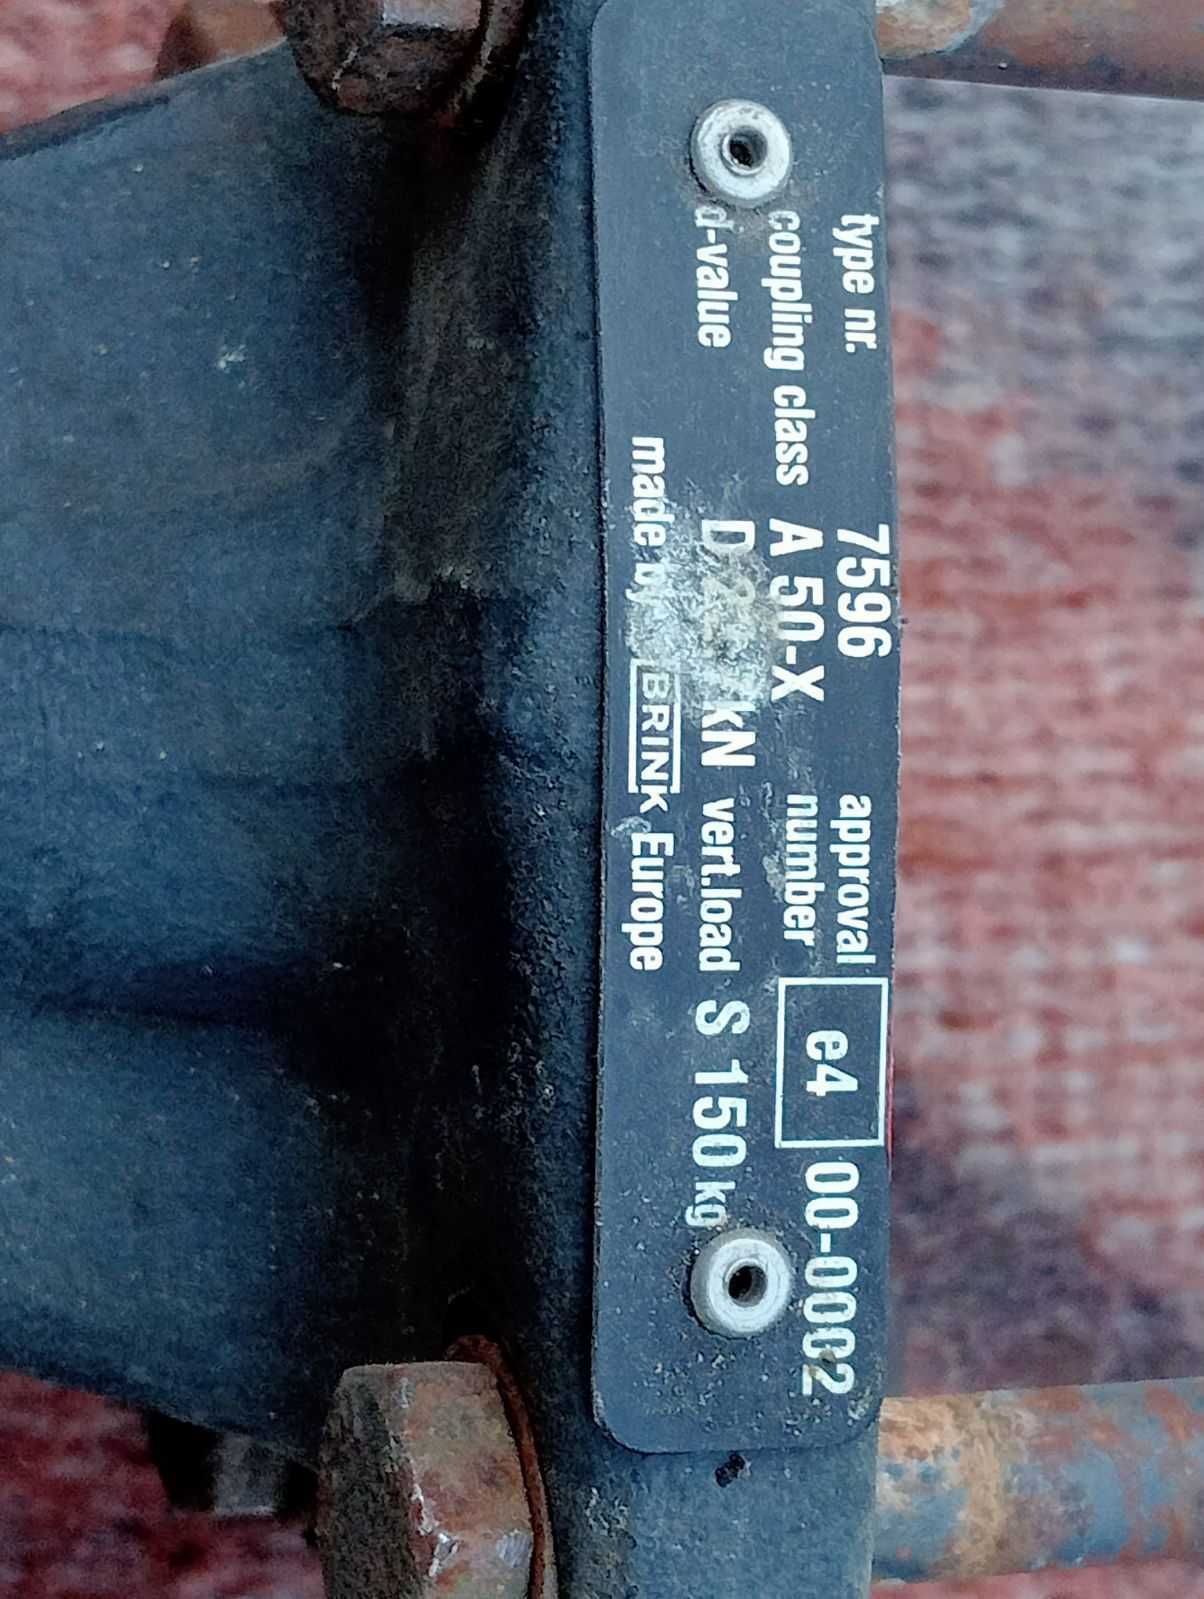 type nr. 7596 approval
coupling class A 50-X number e4 00-0002
d-value D kN vert.load S 150 kg
made by BRINK Europe